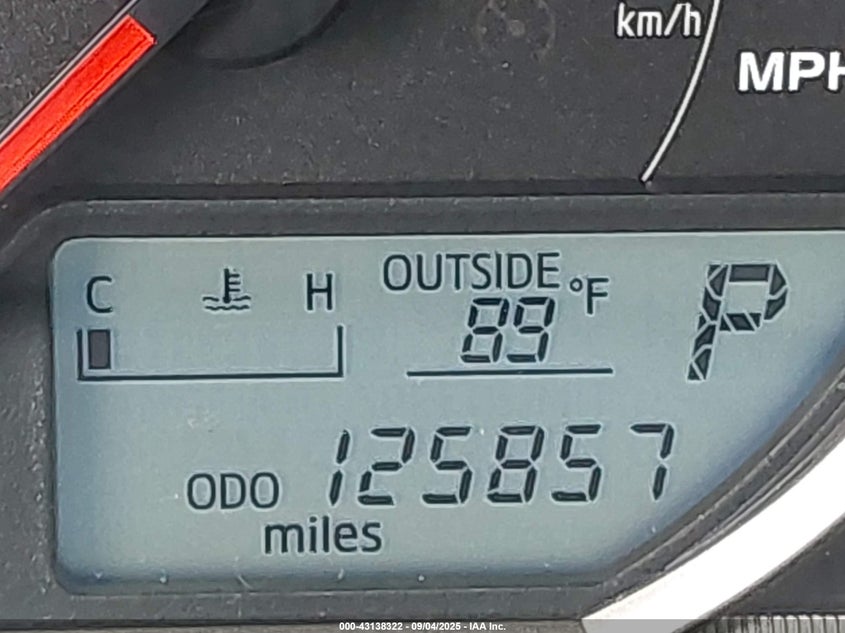 km/h
MPH
C H OUTSIDE °F P
89
ODO 125857
miles
000-43138322 - 09/04/2025 - IAA Inc.